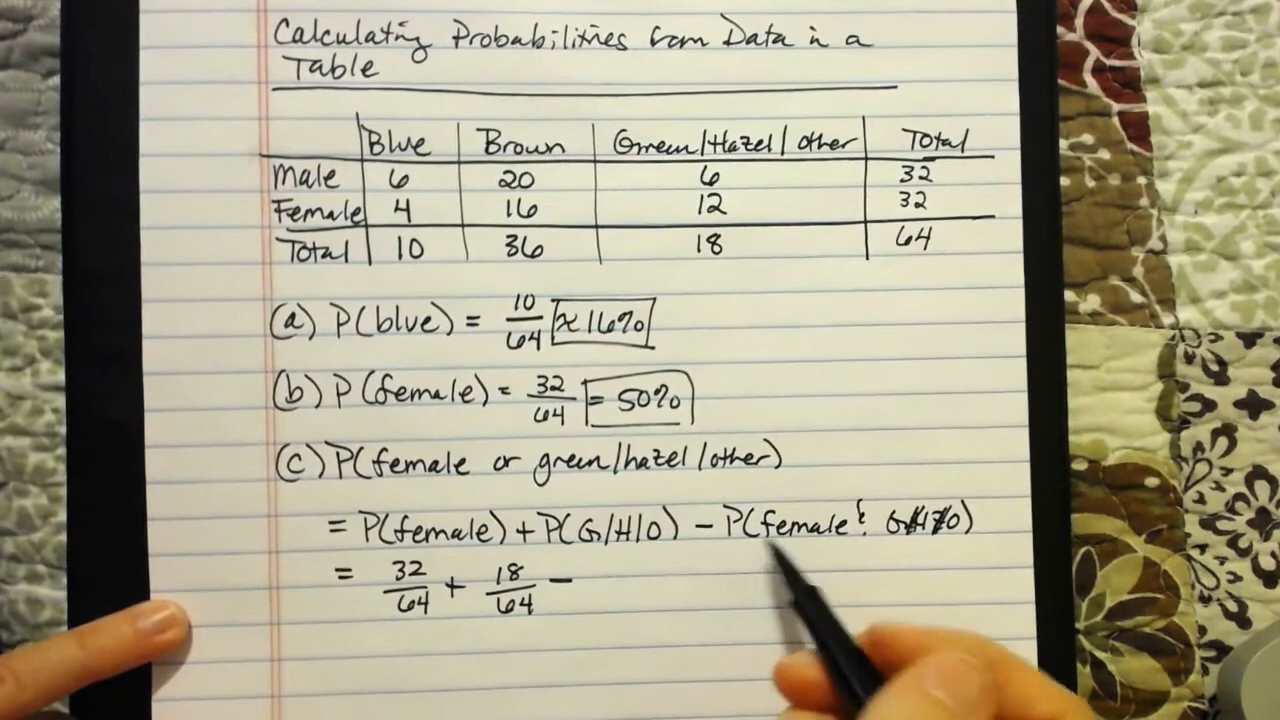 Calculating Probabilities from Data in a
Table
Blue Brown Green/Hazel/other Total
Male 6 20 6 32
Female 4 16 12 32
Total 10 36 18 64
(a) P(blue) = 10/64 ≈ 16%
(b) P(female) = 32/64 = 50%
(c) P(female or green/hazel/other)
= P(female) + P(G/H/O) - P(female & G/H/O)
= 32/64 + 18/64 -